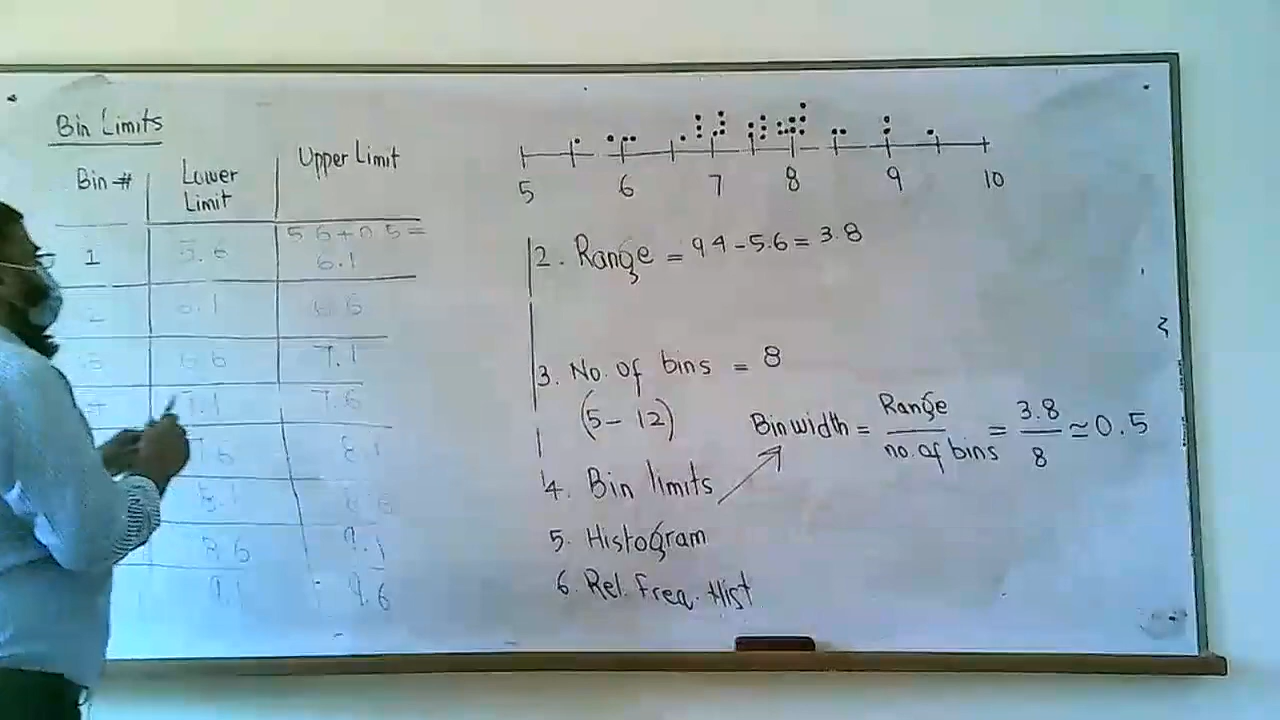 Bin Limits
Bin # Lower Limit Upper Limit
1 5.6 5.6+0.5= 6.1
2 6.1 6.6
3 6.6 7.1
7.1 7.6
7.6 8.1
8.1 8.6
8.6 9.1
9.1 9.6
5 6 7 8 9 10
2. Range = 9.4 - 5.6 = 3.8
3. No. of bins = 8
(5 - 12)
Bin width = Range / no. of bins = 3.8 / 8 ≃ 0.5
4. Bin limits
5. Histogram
6. Rel. Freq. Hist